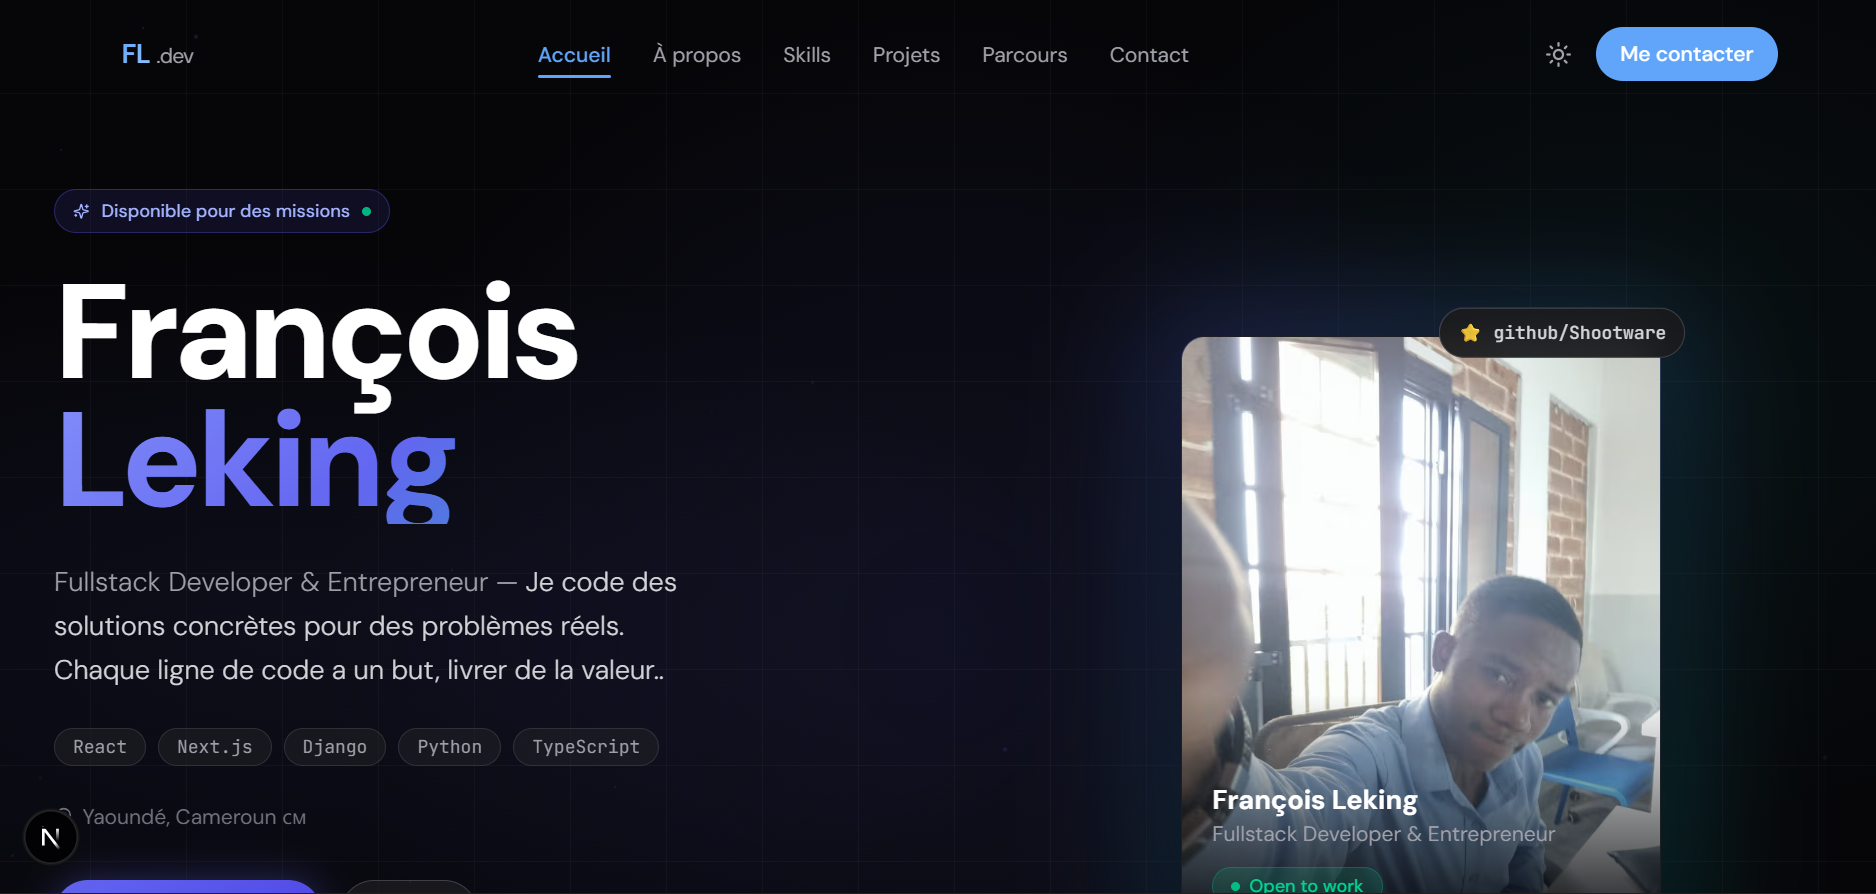 FL .dev
Accueil
À propos
Skills
Projets
Parcours
Contact
Me contacter
Disponible pour des missions
François
Leking
Fullstack Developer & Entrepreneur — Je code des
solutions concrètes pour des problèmes réels.
Chaque ligne de code a un but, livrer de la valeur..
React
Next.js
Django
Python
TypeScript
Yaoundé, Cameroun CM
N
github/Shootware
François Leking
Fullstack Developer & Entrepreneur
Open to work